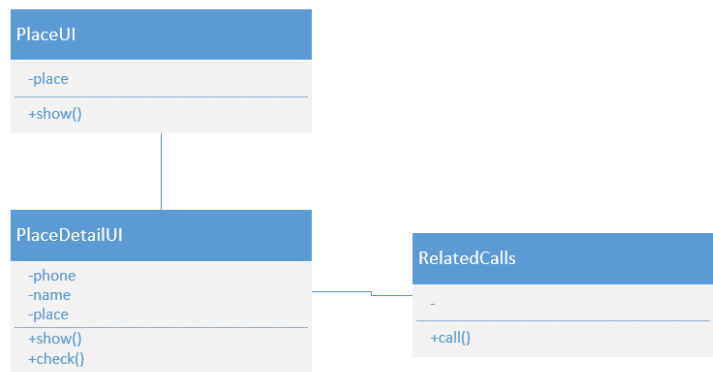 PlaceUI
-place
+show()
PlaceDetailUI
-phone
-name
-place
+show()
+check()
RelatedCalls
-
+call()